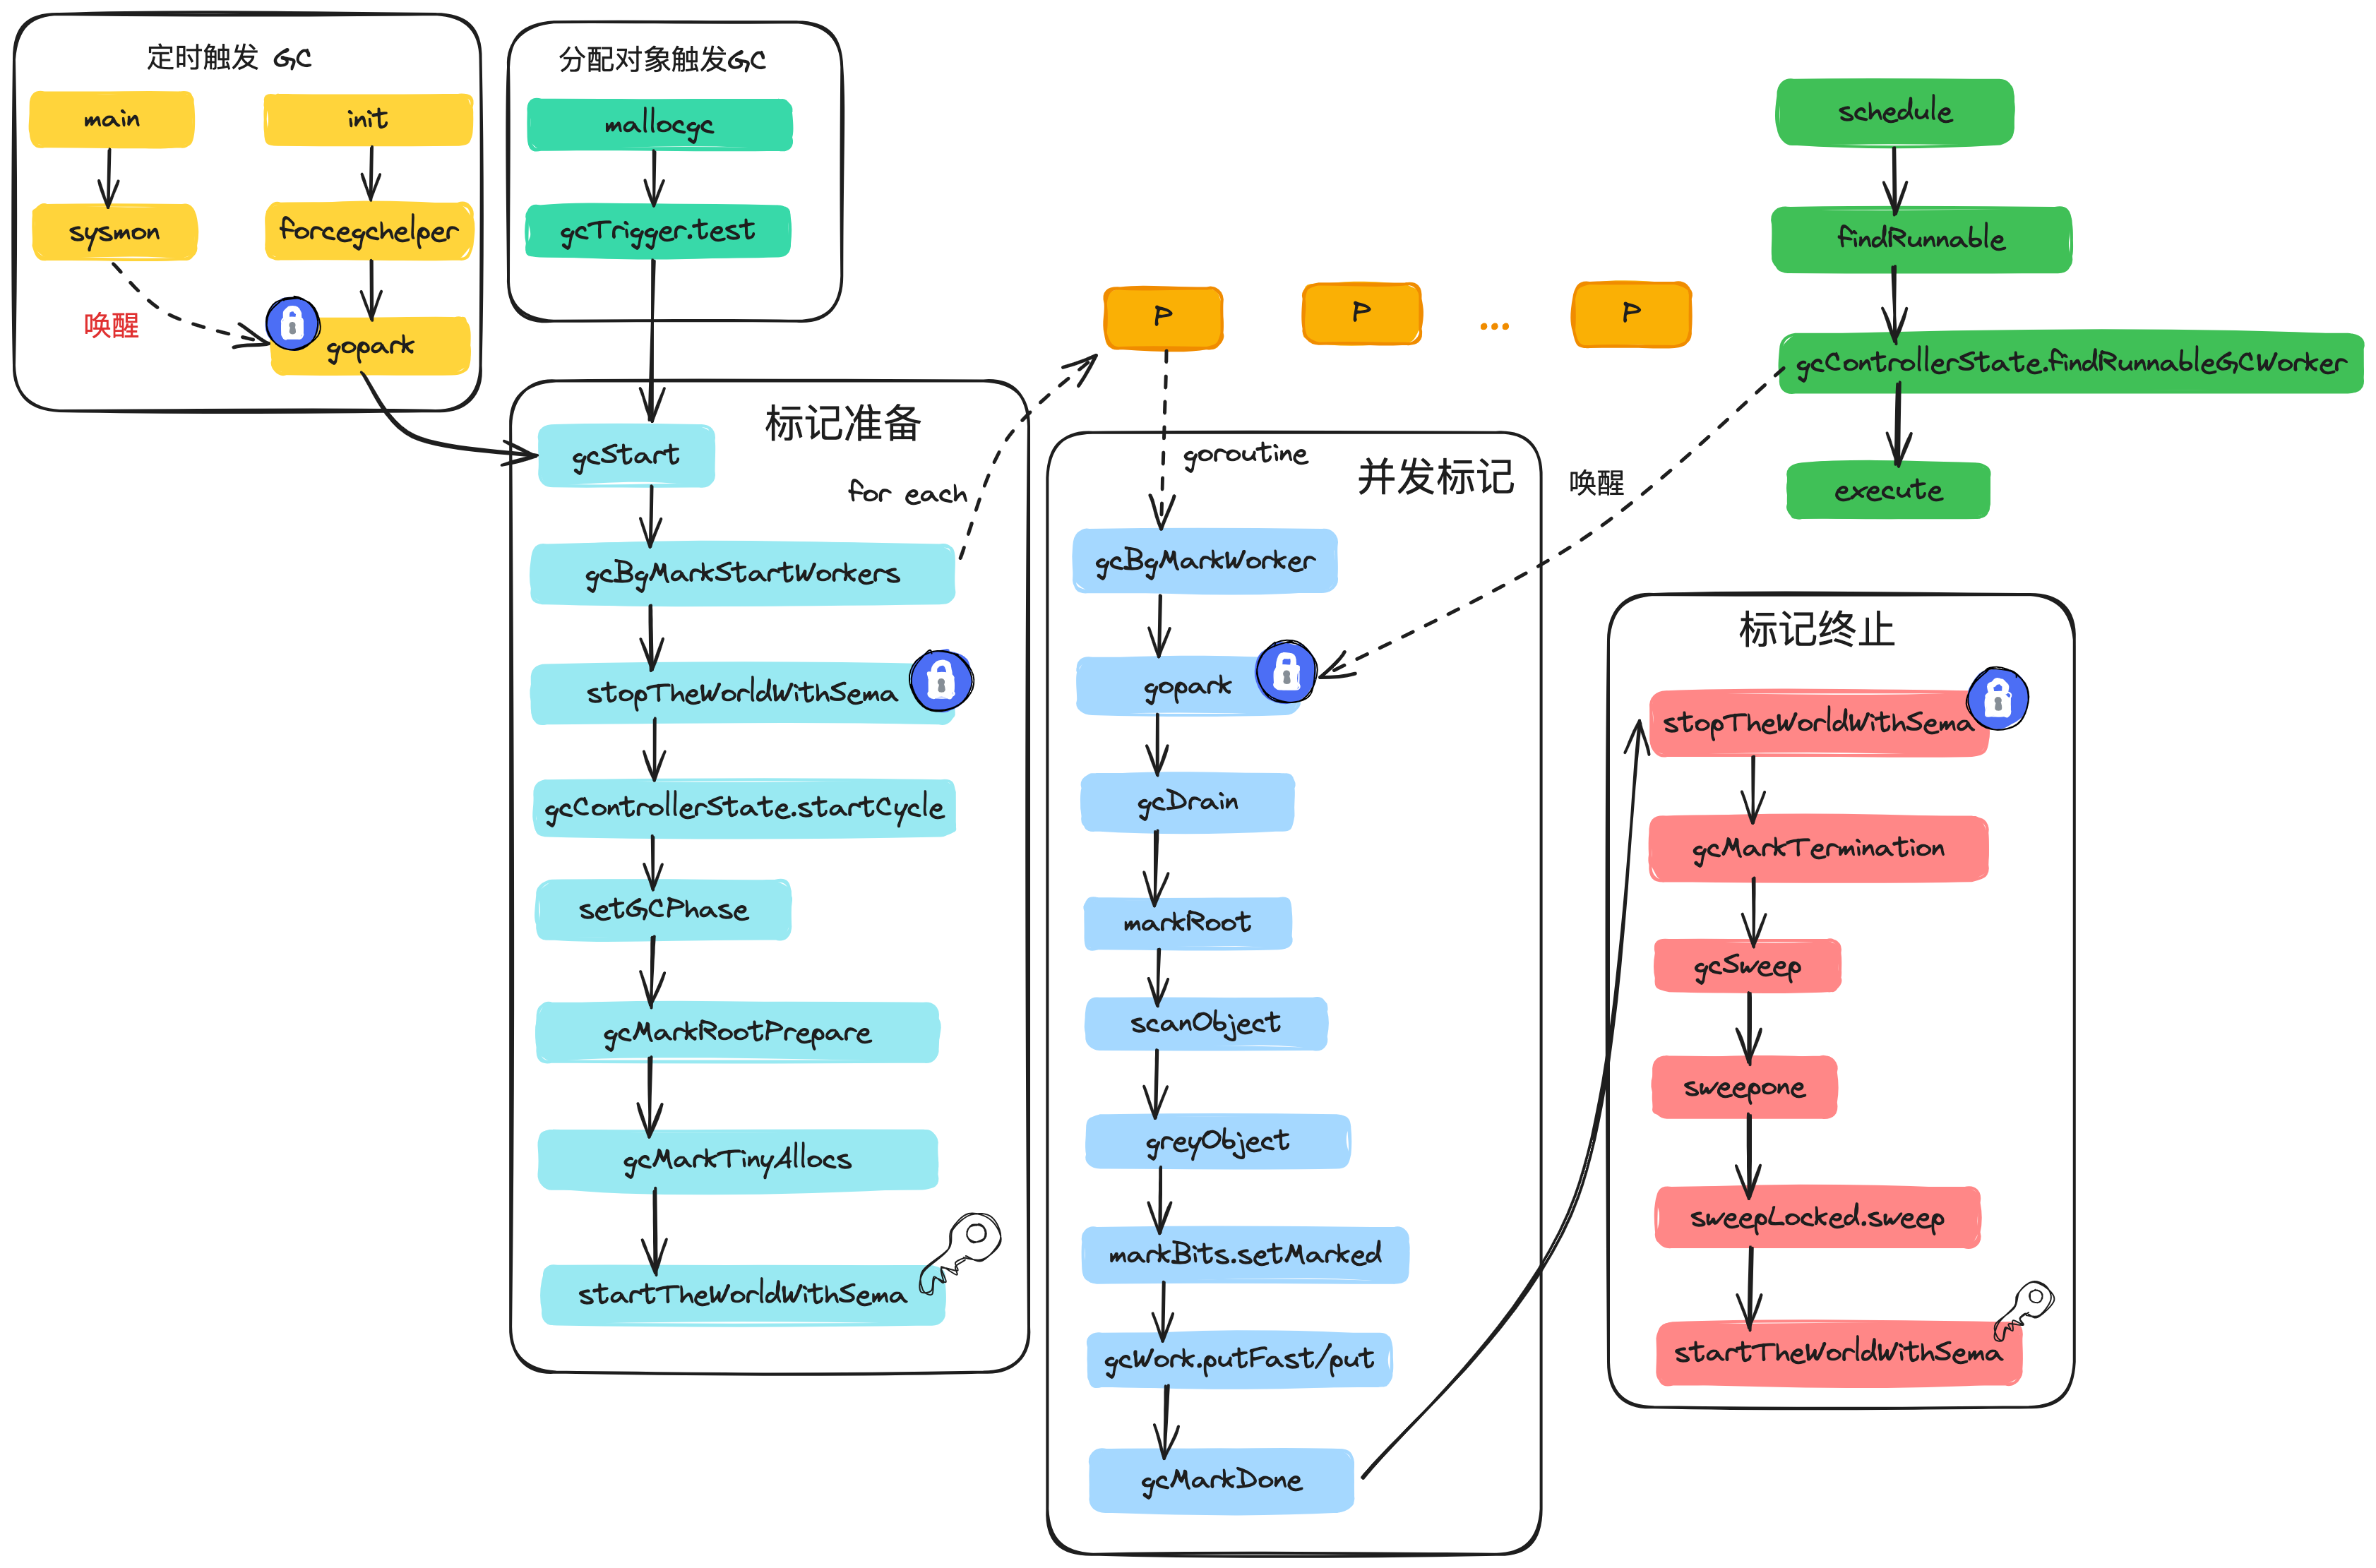 定时触发 GC
main
init
sysmon
forcegchelper
唤醒
gopark
分配对象触发GC
mallocgc
gcTrigger.test
标记准备
gcStart
for each
gcBgMarkStartWorkers
stopTheWorldWithSema
gcControllerState.startCycle
setGCPhase
gcMarkRootPrepare
gcMarkTinyAllocs
startTheWorldWithSema
P
P
...
P
goroutine
并发标记
gcBgMarkWorker
gopark
gcDrain
markRoot
scanObject
greyObject
markBits.setMarked
gcWork.putFast/put
gcMarkDone
schedule
findRunnable
gcControllerState.findRunnableGCWorker
execute
唤醒
标记终止
stopTheWorldWithSema
gcMarkTermination
gcSweep
sweepone
sweepLocked.sweep
startTheWorldWithSema